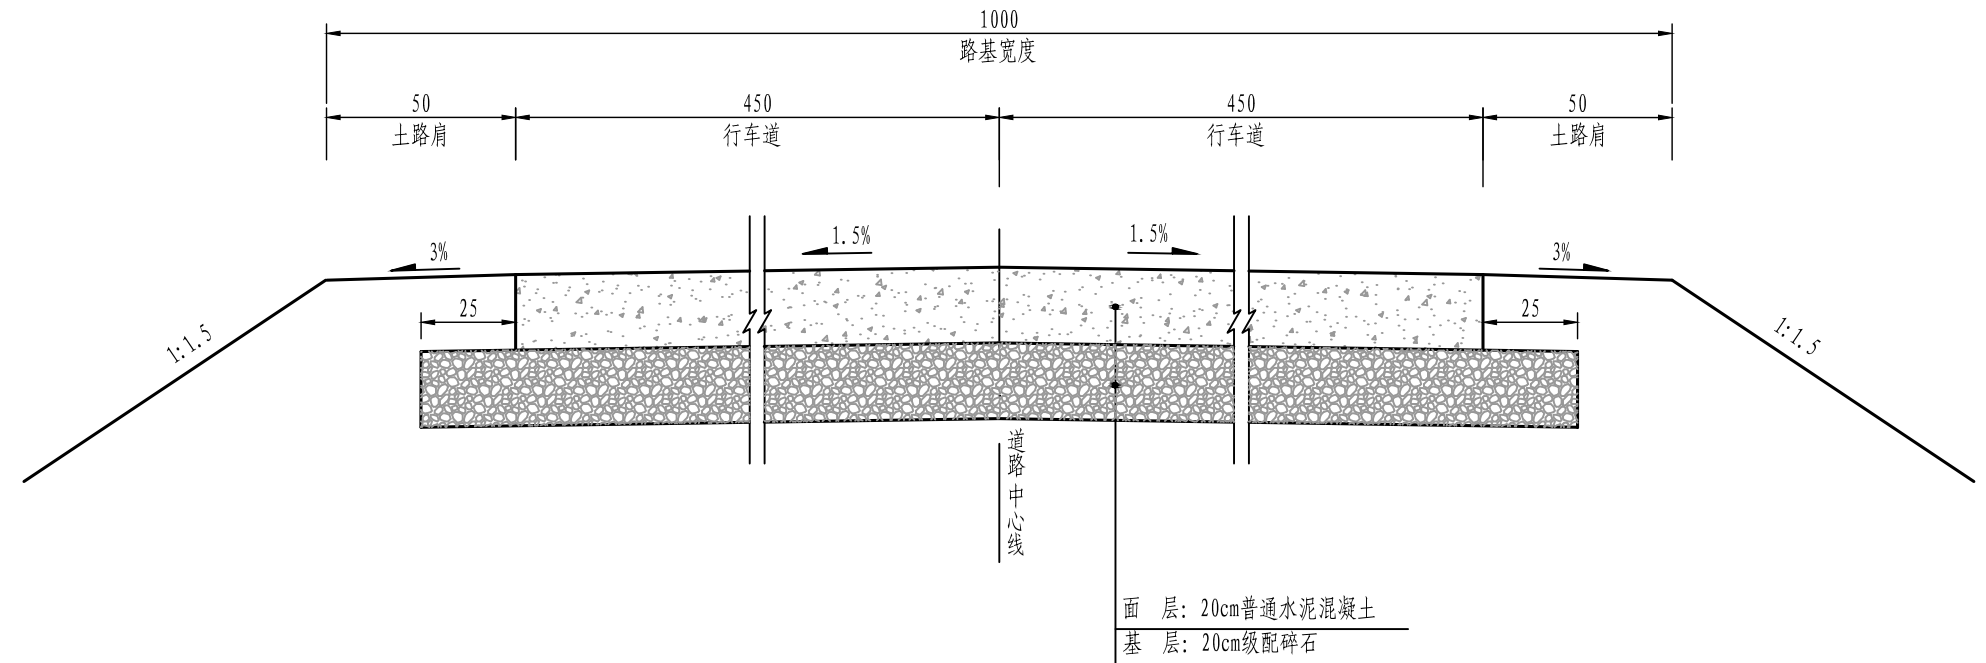 1000
路基宽度
50
450
450
50
土路肩
行车道
行车道
土路肩
3%
1.5%
1.5%
3%
25
25
1:1.5
1:1.5
道路中心线
面 层: 20cm普通水泥混凝土
基 层: 20cm级配碎石